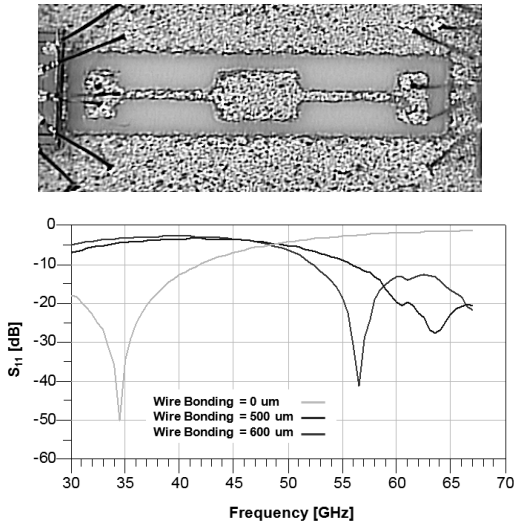 0
-10
-20
-30
-40
-50
-60
S11 [dB]
Wire Bonding = 0 um
Wire Bonding = 500 um
Wire Bonding = 600 um
30 35 40 45 50 55 60 65 70
Frequency [GHz]